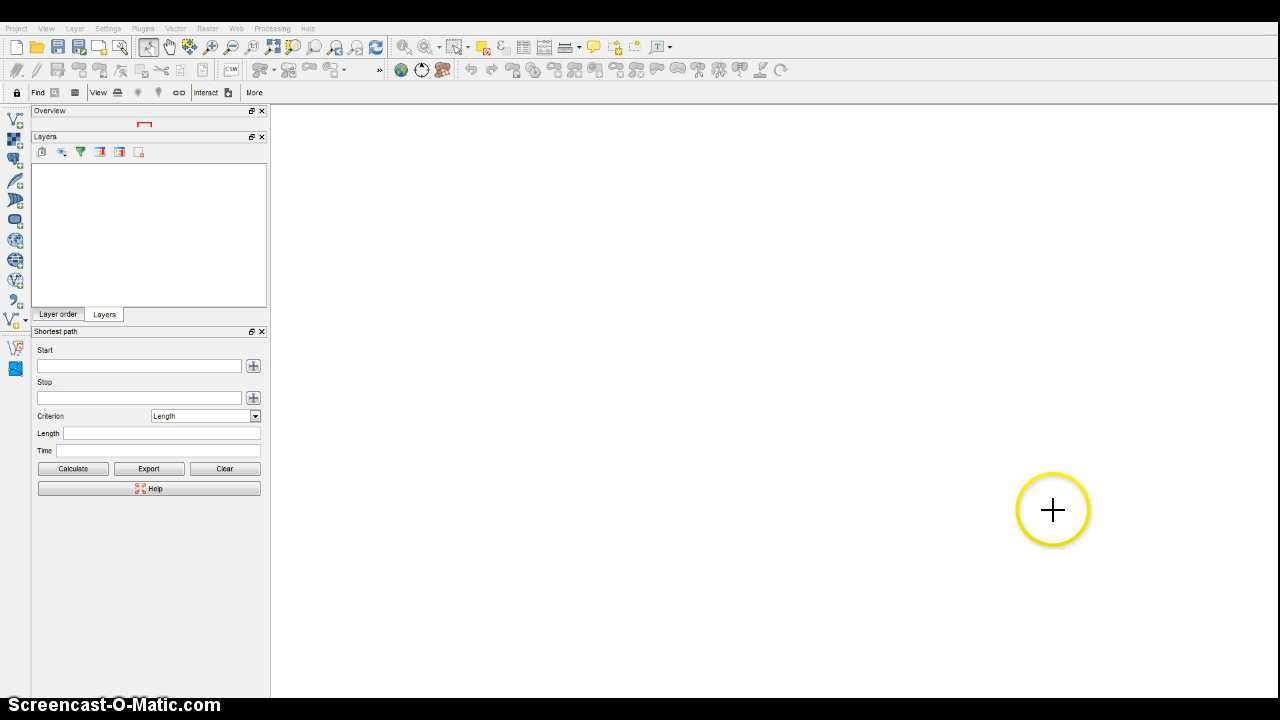 Project View Layer Settings Plugins Vector Raster Web Processing Help
CSW »
Find View Interact More
Overview
Layers
Layer order Layers
Shortest path
Start
Stop
Criterion Length
Length
Time
Calculate Export Clear
Help
Screencast-O-Matic.com